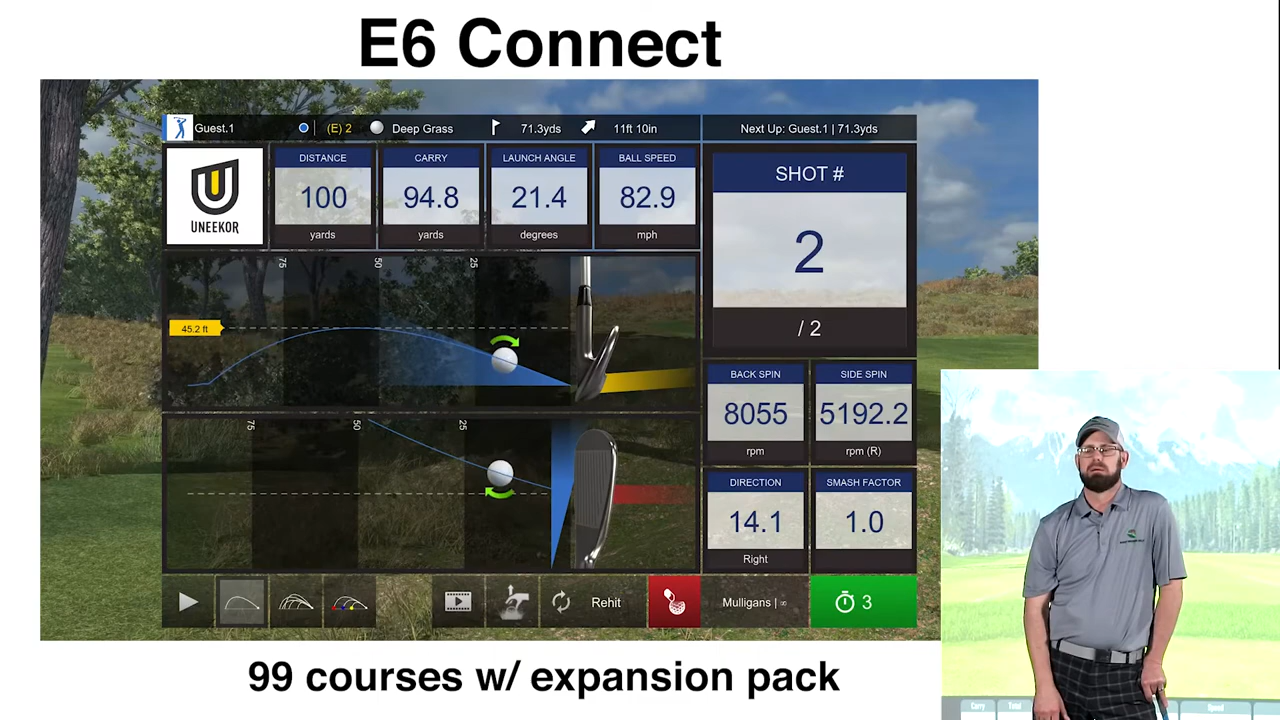 E6 Connect
Guest.1 (E) 2 Deep Grass 71.3yds 11ft 10in Next Up: Guest.1 | 71.3yds
UNEEKOR
DISTANCE
100
yards
CARRY
94.8
yards
LAUNCH ANGLE
21.4
degrees
BALL SPEED
82.9
mph
SHOT #
2
/ 2
75 50 25
45.2 ft
75 50 25
BACK SPIN
8055
rpm
SIDE SPIN
5192.2
rpm (R)
DIRECTION
14.1
Right
SMASH FACTOR
1.0
Rehit
Mulligans | ∞
3
99 courses w/ expansion pack
Carry Total Speed